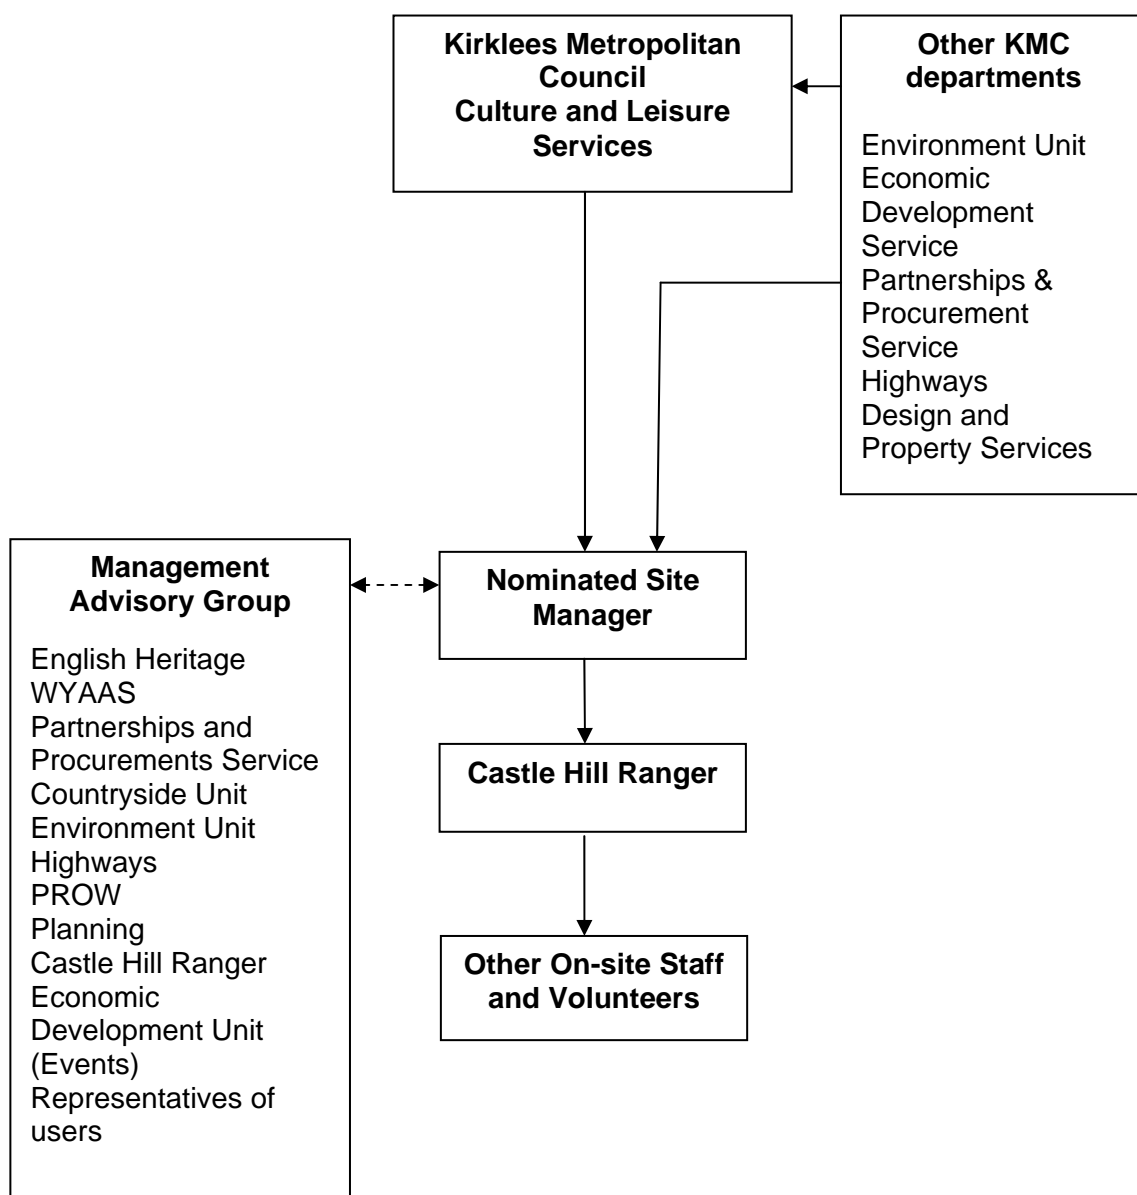 Kirklees Metropolitan
Council
Culture and Leisure
Services
Other KMC
departments
Environment Unit
Economic
Development
Service
Partnerships &
Procurement
Service
Highways
Design and
Property Services
Management
Advisory Group
English Heritage
WYAAS
Partnerships and
Procurements Service
Countryside Unit
Environment Unit
Highways
PROW
Planning
Castle Hill Ranger
Economic
Development Unit
(Events)
Representatives of
users
Nominated Site
Manager
Castle Hill Ranger
Other On-site Staff
and Volunteers